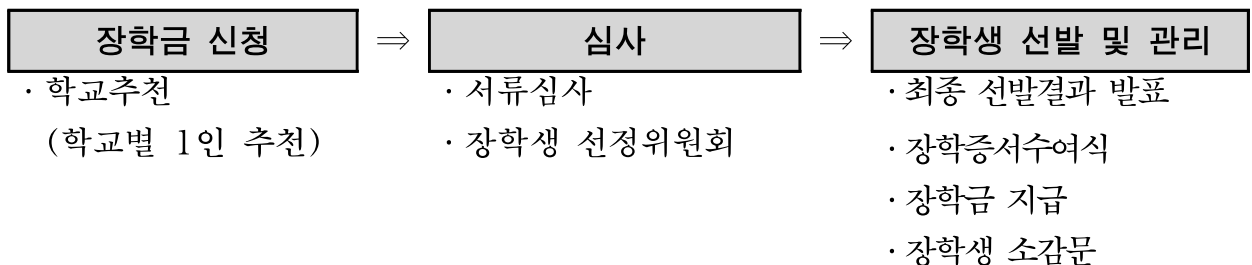 장학금 신청 ⇒ 심사 ⇒ 장학생 선발 및 관리
· 학교추천
(학교별 1인 추천)
· 서류심사
· 장학생 선정위원회
· 최종 선발결과 발표
· 장학증서수여식
· 장학금 지급
· 장학생 소감문